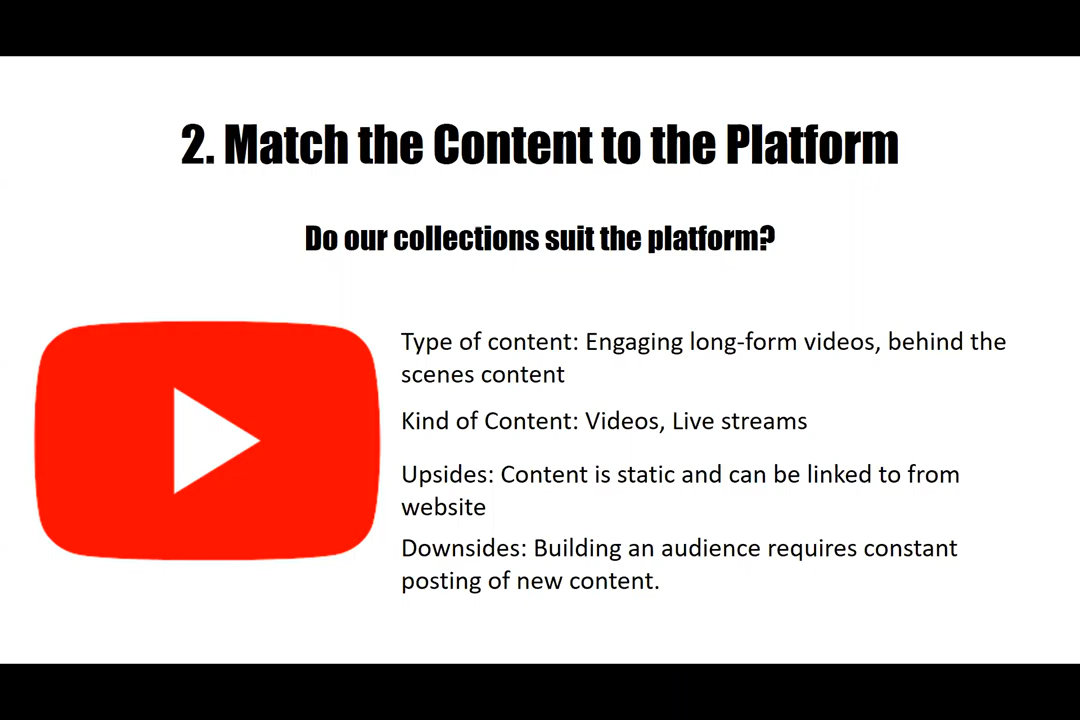 2. Match the Content to the Platform
Do our collections suit the platform?
Type of content: Engaging long-form videos, behind the
scenes content
Kind of Content: Videos, Live streams
Upsides: Content is static and can be linked to from
website
Downsides: Building an audience requires constant
posting of new content.